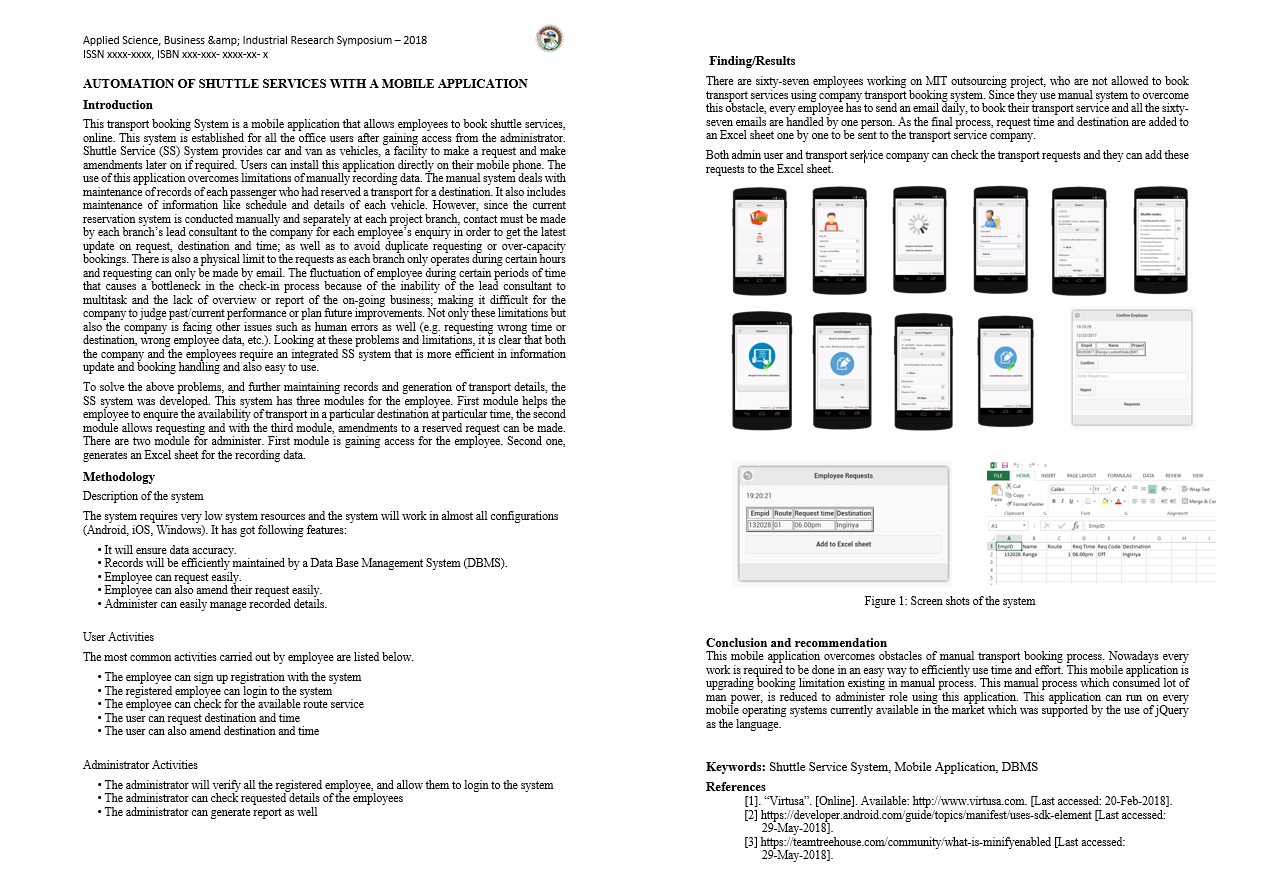 Applied Science, Business &amp; Industrial Research Symposium – 2018
ISSN xxxx-xxxx, ISBN xxx-xxx- xxxx-xx- x
AUTOMATION OF SHUTTLE SERVICES WITH A MOBILE APPLICATION
Introduction
This transport booking System is a mobile application that allows employees to book shuttle services,
online. This system is established for all the office users after gaining access from the administrator.
Shuttle Service (SS) System provides car and van as vehicles, a facility to make a request and make
amendments later on if required. Users can install this application directly on their mobile phone. The
use of this application overcomes limitations of manually recording data. The manual system deals with
maintenance of records of each passenger who had reserved a transport for a destination. It also includes
maintenance of information like schedule and details of each vehicle. However, since the current
reservation system is conducted manually and separately at each project branch, contact must be made
by each branch's lead consultant to the company for each employee's enquiry in order to get the latest
update on request, destination and time; as well as to avoid duplicate requesting or over-capacity
bookings. There is also a physical limit to the requests as each branch only operates during certain hours
and requesting can only be made by email. The fluctuation of employee during certain periods of time
that causes a bottleneck in the check-in process because of the inability of the lead consultant to
multitask and the lack of overview or report of the on-going business; making it difficult for the
company to judge past/current performance or plan future improvements. Not only these limitations but
also the company is facing other issues such as human errors as well (e.g. requesting wrong time or
destination, wrong employee data, etc.). Looking at these problems and limitations, it is clear that both
the company and the employees require an integrated SS system that is more efficient in information
update and booking handling and also easy to use.
To solve the above problems, and further maintaining records and generation of transport details, the
SS system was developed. This system has three modules for the employee. First module helps the
employee to enquire the availability of transport in a particular destination at particular time, the second
module allows requesting and with the third module, amendments to a reserved request can be made.
There are two module for administer. First module is gaining access for the employee. Second one,
generates an Excel sheet for the recording data.
Methodology
Description of the system
The system requires very low system resources and the system will work in almost all configurations
(Android, iOS, Windows). It has got following features:
• It will ensure data accuracy.
• Records will be efficiently maintained by a Data Base Management System (DBMS).
• Employee can request easily.
• Employee can also amend their request easily.
• Administer can easily manage recorded details.
User Activities
The most common activities carried out by employee are listed below.
• The employee can sign up registration with the system
• The registered employee can login to the system
• The employee can check for the available route service
• The user can request destination and time
• The user can also amend destination and time
Administrator Activities
• The administrator will verify all the registered employee, and allow them to login to the system
• The administrator can check requested details of the employees
• The administrator can generate report as well
Finding/Results
There are sixty-seven employees working on MIT outsourcing project, who are not allowed to book
transport services using company transport booking system. Since they use manual system to overcome
this obstacle, every employee has to send an email daily, to book their transport service and all the sixty-
seven emails are handled by one person. As the final process, request time and destination are added to
an Excel sheet one by one to be sent to the transport service company.
Both admin user and transport service company can check the transport requests and they can add these
requests to the Excel sheet.
Confirm Employee
19:19:29
12/23/2017
Empid Name Project
Confirm
Enter Empid here...
Reject
Requests
Employee Requests
19:20:21
Empid Route Request time Destination
132028 01 06.00pm Ingiriya
Add to Excel sheet
FILE HOME INSERT PAGE LAYOUT FORMULAS DATA REVIEW VIEW
Cut
Copy
Format Painter
Paste
Calibri 11
Wrap Text
Merge & Cer
Clipboard Font Alignment
A1 EmpID
A B C D E F G H I
1 EmpID Name Route Req Time Req Code Destination
2 132028 Ranga 1 06.00pm Off Ingiriya
3
4
5
Figure 1: Screen shots of the system
Conclusion and recommendation
This mobile application overcomes obstacles of manual transport booking process. Nowadays every
work is required to be done in an easy way to efficiently use time and effort. This mobile application is
upgrading booking limitation existing in manual process. This manual process which consumed lot of
man power, is reduced to administer role using this application. This application can run on every
mobile operating systems currently available in the market which was supported by the use of jQuery
as the language.
Keywords: Shuttle Service System, Mobile Application, DBMS
References
[1]. “Virtusa”. [Online]. Available: http://www.virtusa.com. [Last accessed: 20-Feb-2018].
[2] https://developer.android.com/guide/topics/manifest/uses-sdk-element [Last accessed:
29-May-2018].
[3] https://teamtreehouse.com/community/what-is-minifyenabled [Last accessed:
29-May-2018].